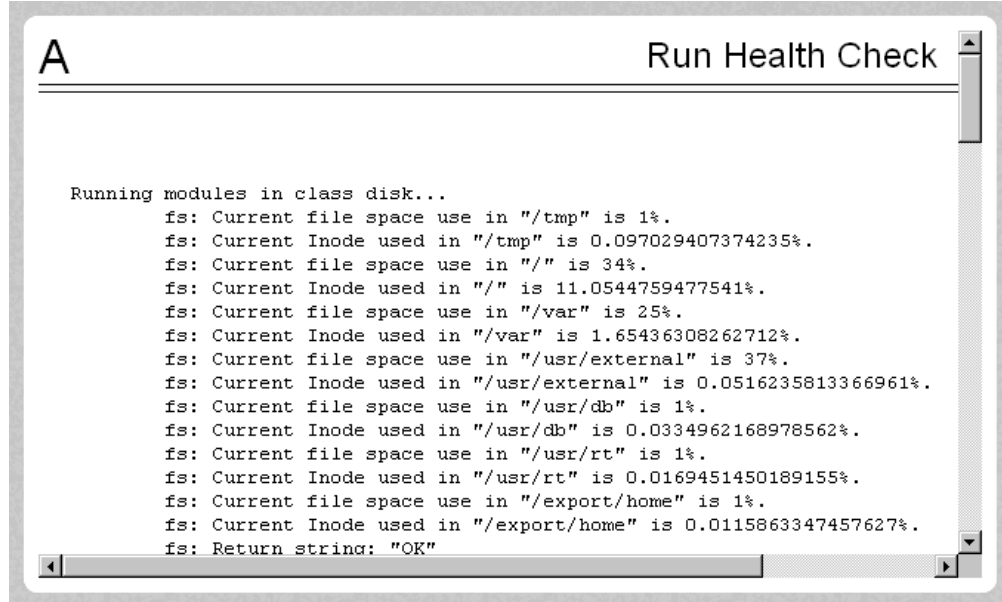 A
Run Health Check
Running modules in class disk...
fs: Current file space use in "/tmp" is 1%.
fs: Current Inode used in "/tmp" is 0.097029407374235%.
fs: Current file space use in "/" is 34%.
fs: Current Inode used in "/" is 11.0544759477541%.
fs: Current file space use in "/var" is 25%.
fs: Current Inode used in "/var" is 1.65436308262712%.
fs: Current file space use in "/usr/external" is 37%.
fs: Current Inode used in "/usr/external" is 0.0516235813366961%.
fs: Current file space use in "/usr/db" is 1%.
fs: Current Inode used in "/usr/db" is 0.0334962168978562%.
fs: Current file space use in "/usr/rt" is 1%.
fs: Current Inode used in "/usr/rt" is 0.0169451450189155%.
fs: Current file space use in "/export/home" is 1%.
fs: Current Inode used in "/export/home" is 0.0115863347457627%.
fs: Return string: "OK"